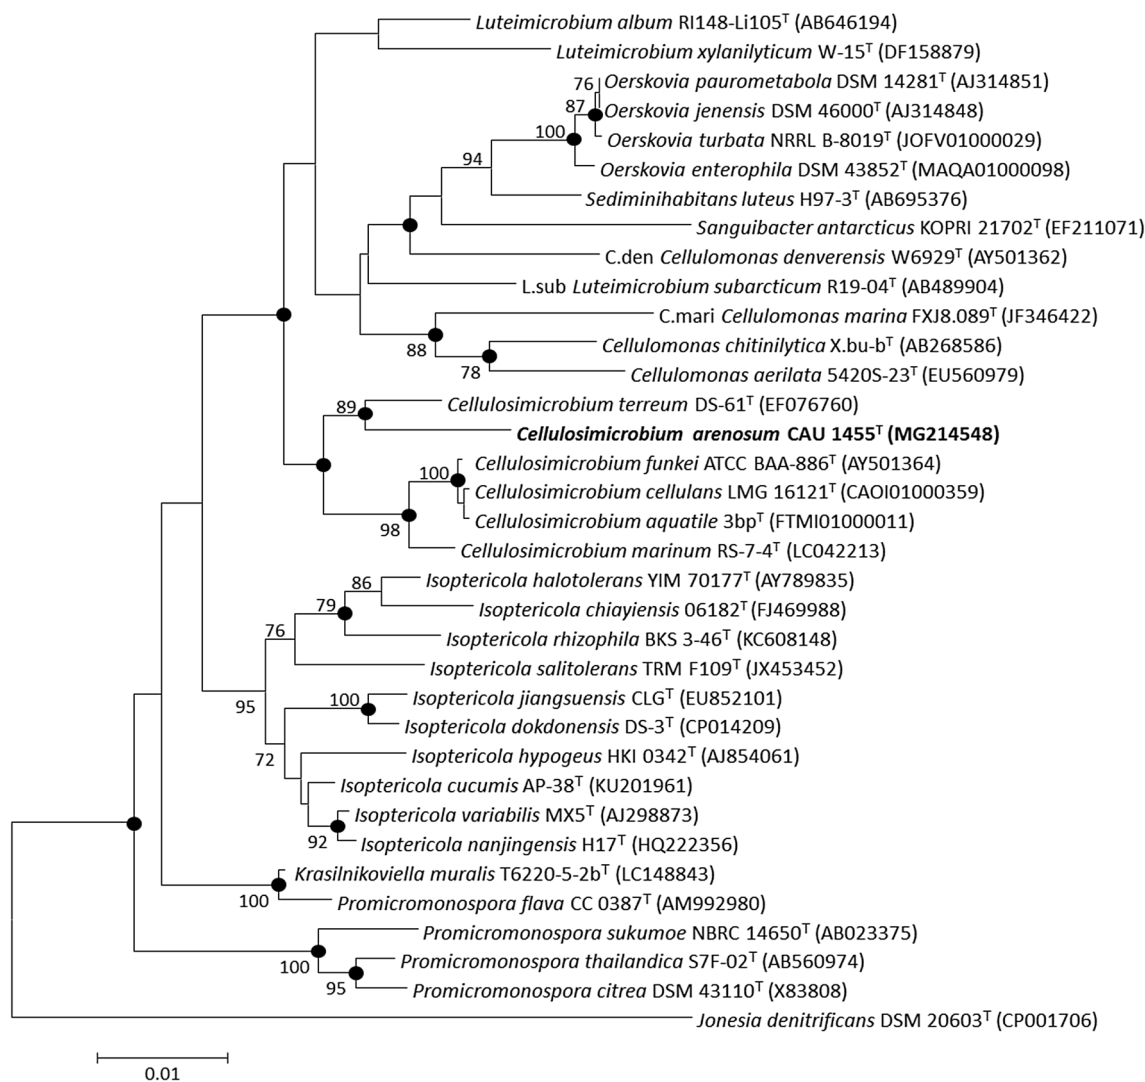 Luteimicrobium album RI148-Li105ᵀ (AB646194)
Luteimicrobium xylanilyticum W-15ᵀ (DF158879)
76 Oerskovia paurometabola DSM 14281ᵀ (AJ314851)
87 Oerskovia jenensis DSM 46000ᵀ (AJ314848)
100 Oerskovia turbata NRRL B-8019ᵀ (JOFV01000029)
94 Oerskovia enterophila DSM 43852ᵀ (MAQA01000098)
Sediminihabitans luteus H97-3ᵀ (AB695376)
Sanguibacter antarcticus KOPRI 21702ᵀ (EF211071)
C.den Cellulomonas denverensis W6929ᵀ (AY501362)
L.sub Luteimicrobium subarcticum R19-04ᵀ (AB489904)
C.mari Cellulomonas marina FXJ8.089ᵀ (JF346422)
88 Cellulomonas chitinilytica X.bu-bᵀ (AB268586)
78 Cellulomonas aerilata 5420S-23ᵀ (EU560979)
89 Cellulosimicrobium terreum DS-61ᵀ (EF076760)
Cellulosimicrobium arenosum CAU 1455ᵀ (MG214548)
100 Cellulosimicrobium funkei ATCC BAA-886ᵀ (AY501364)
Cellulosimicrobium cellulans LMG 16121ᵀ (CAOI01000359)
98 Cellulosimicrobium aquatile 3bpᵀ (FTMI01000011)
Cellulosimicrobium marinum RS-7-4ᵀ (LC042213)
86 Isoptericola halotolerans YIM 70177ᵀ (AY789835)
79 Isoptericola chiayiensis 06182ᵀ (FJ469988)
76 Isoptericola rhizophila BKS 3-46ᵀ (KC608148)
Isoptericola salitolerans TRM F109ᵀ (JX453452)
95 100 Isoptericola jiangsuensis CLGᵀ (EU852101)
Isoptericola dokdonensis DS-3ᵀ (CP014209)
72 Isoptericola hypogeus HKI 0342ᵀ (AJ854061)
Isoptericola cucumis AP-38ᵀ (KU201961)
Isoptericola variabilis MX5ᵀ (AJ298873)
92 Isoptericola nanjingensis H17ᵀ (HQ222356)
Krasilnikoviella muralis T6220-5-2bᵀ (LC148843)
100 Promicromonospora flava CC 0387ᵀ (AM992980)
Promicromonospora sukumoe NBRC 14650ᵀ (AB023375)
100 Promicromonospora thailandica S7F-02ᵀ (AB560974)
95 Promicromonospora citrea DSM 43110ᵀ (X83808)
Jonesia denitrificans DSM 20603ᵀ (CP001706)
0.01